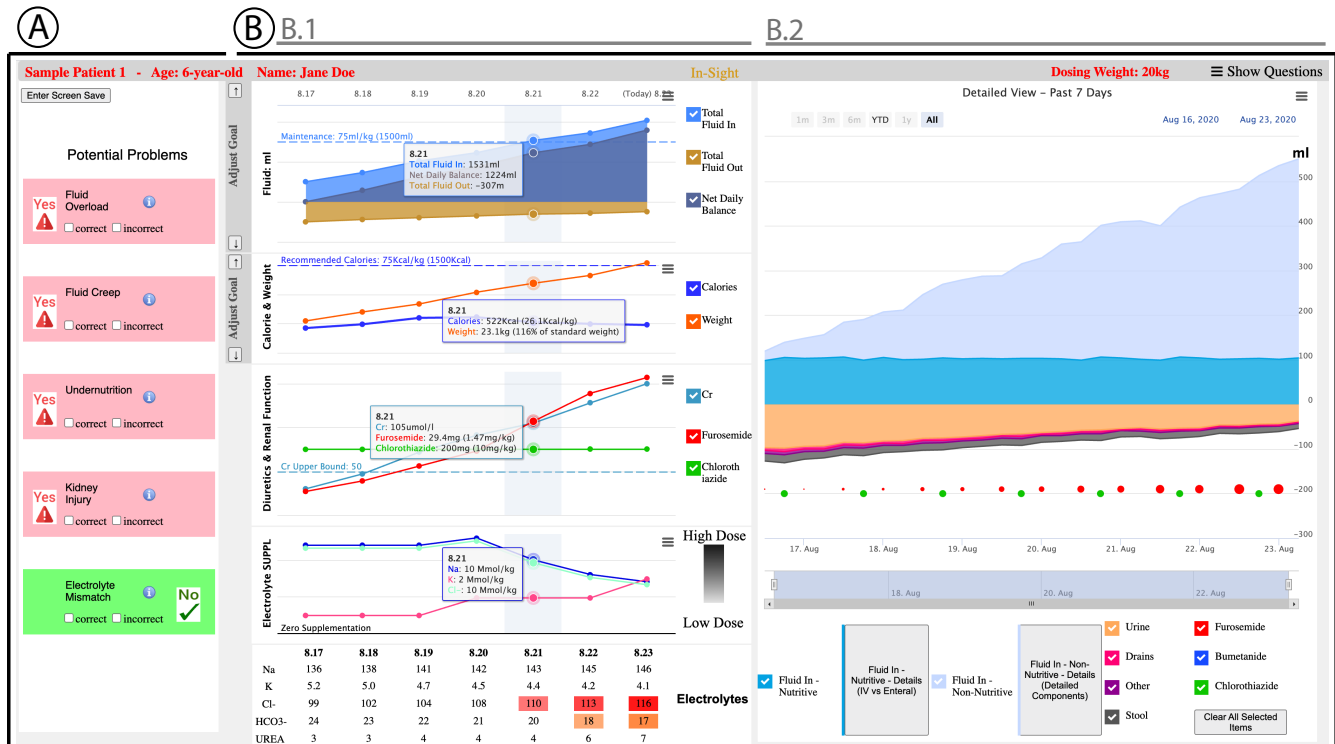 A
B B.1
B.2
Sample Patient 1 - Age: 6-year-old Name: Jane Doe
In-Sight
Dosing Weight: 20kg
Show Questions
Enter Screen Save
Potential Problems
Yes
Fluid
Overload
correct incorrect
Yes
Fluid Creep
correct incorrect
Yes
Undernutrition
correct incorrect
Yes
Kidney
Injury
correct incorrect
Electrolyte
Mismatch
No
correct incorrect
↑
Adjust Goal
↓
↑
Adjust Goal
↓
8.17 8.18 8.19 8.20 8.21 8.22 (Today) 8.23
Fluid: ml
Maintenance: 75ml/kg (1500ml)
8.21
Total Fluid In: 1531ml
Net Daily Balance: 1224ml
Total Fluid Out: -307m
Total
Fluid In
Total
Fluid Out
Net Daily
Balance
Calorie & Weight
Recommended Calories: 75Kcal/kg (1500Kcal)
8.21
Calories: 522Kcal (26.1Kcal/kg)
Weight: 23.1kg (116% of standard weight)
Calories
Weight
Diuretics & Renal Function
8.21
Cr: 105umol/l
Furosemide: 29.4mg (1.47mg/kg)
Chlorothiazide: 200mg (10mg/kg)
Cr Upper Bound: 50
Cr
Furosemide
Chloroth
iazide
Electrolyte SUPPL
8.21
Na: 10 Mmol/kg
K: 2 Mmol/kg
Cl-: 10 Mmol/kg
Zero Supplementation
High Dose
Low Dose
8.17 8.18 8.19 8.20 8.21 8.22 8.23
Na 136 138 141 142 143 145 146
K 5.2 5.0 4.7 4.5 4.4 4.2 4.1
Cl- 99 102 104 108 110 113 116
HCO3- 24 23 22 21 20 18 17
UREA 3 3 4 4 4 6 7
Electrolytes
Detailed View - Past 7 Days
1m 3m 6m YTD 1y All
Aug 16, 2020 Aug 23, 2020
ml
500
400
300
200
100
0
-100
-200
-300
17. Aug 18. Aug 19. Aug 20. Aug 21. Aug 22. Aug 23. Aug
18. Aug 20. Aug 22. Aug
Fluid In -
Nutritive
Fluid In -
Nutritive - Details
(IV vs Enteral)
Fluid In -
Non-Nutritive
Fluid In - Non-
Nutritive - Details
(Detailed
Components)
Urine
Drains
Other
Stool
Furosemide
Bumetanide
Chlorothiazide
Clear All Selected
Items